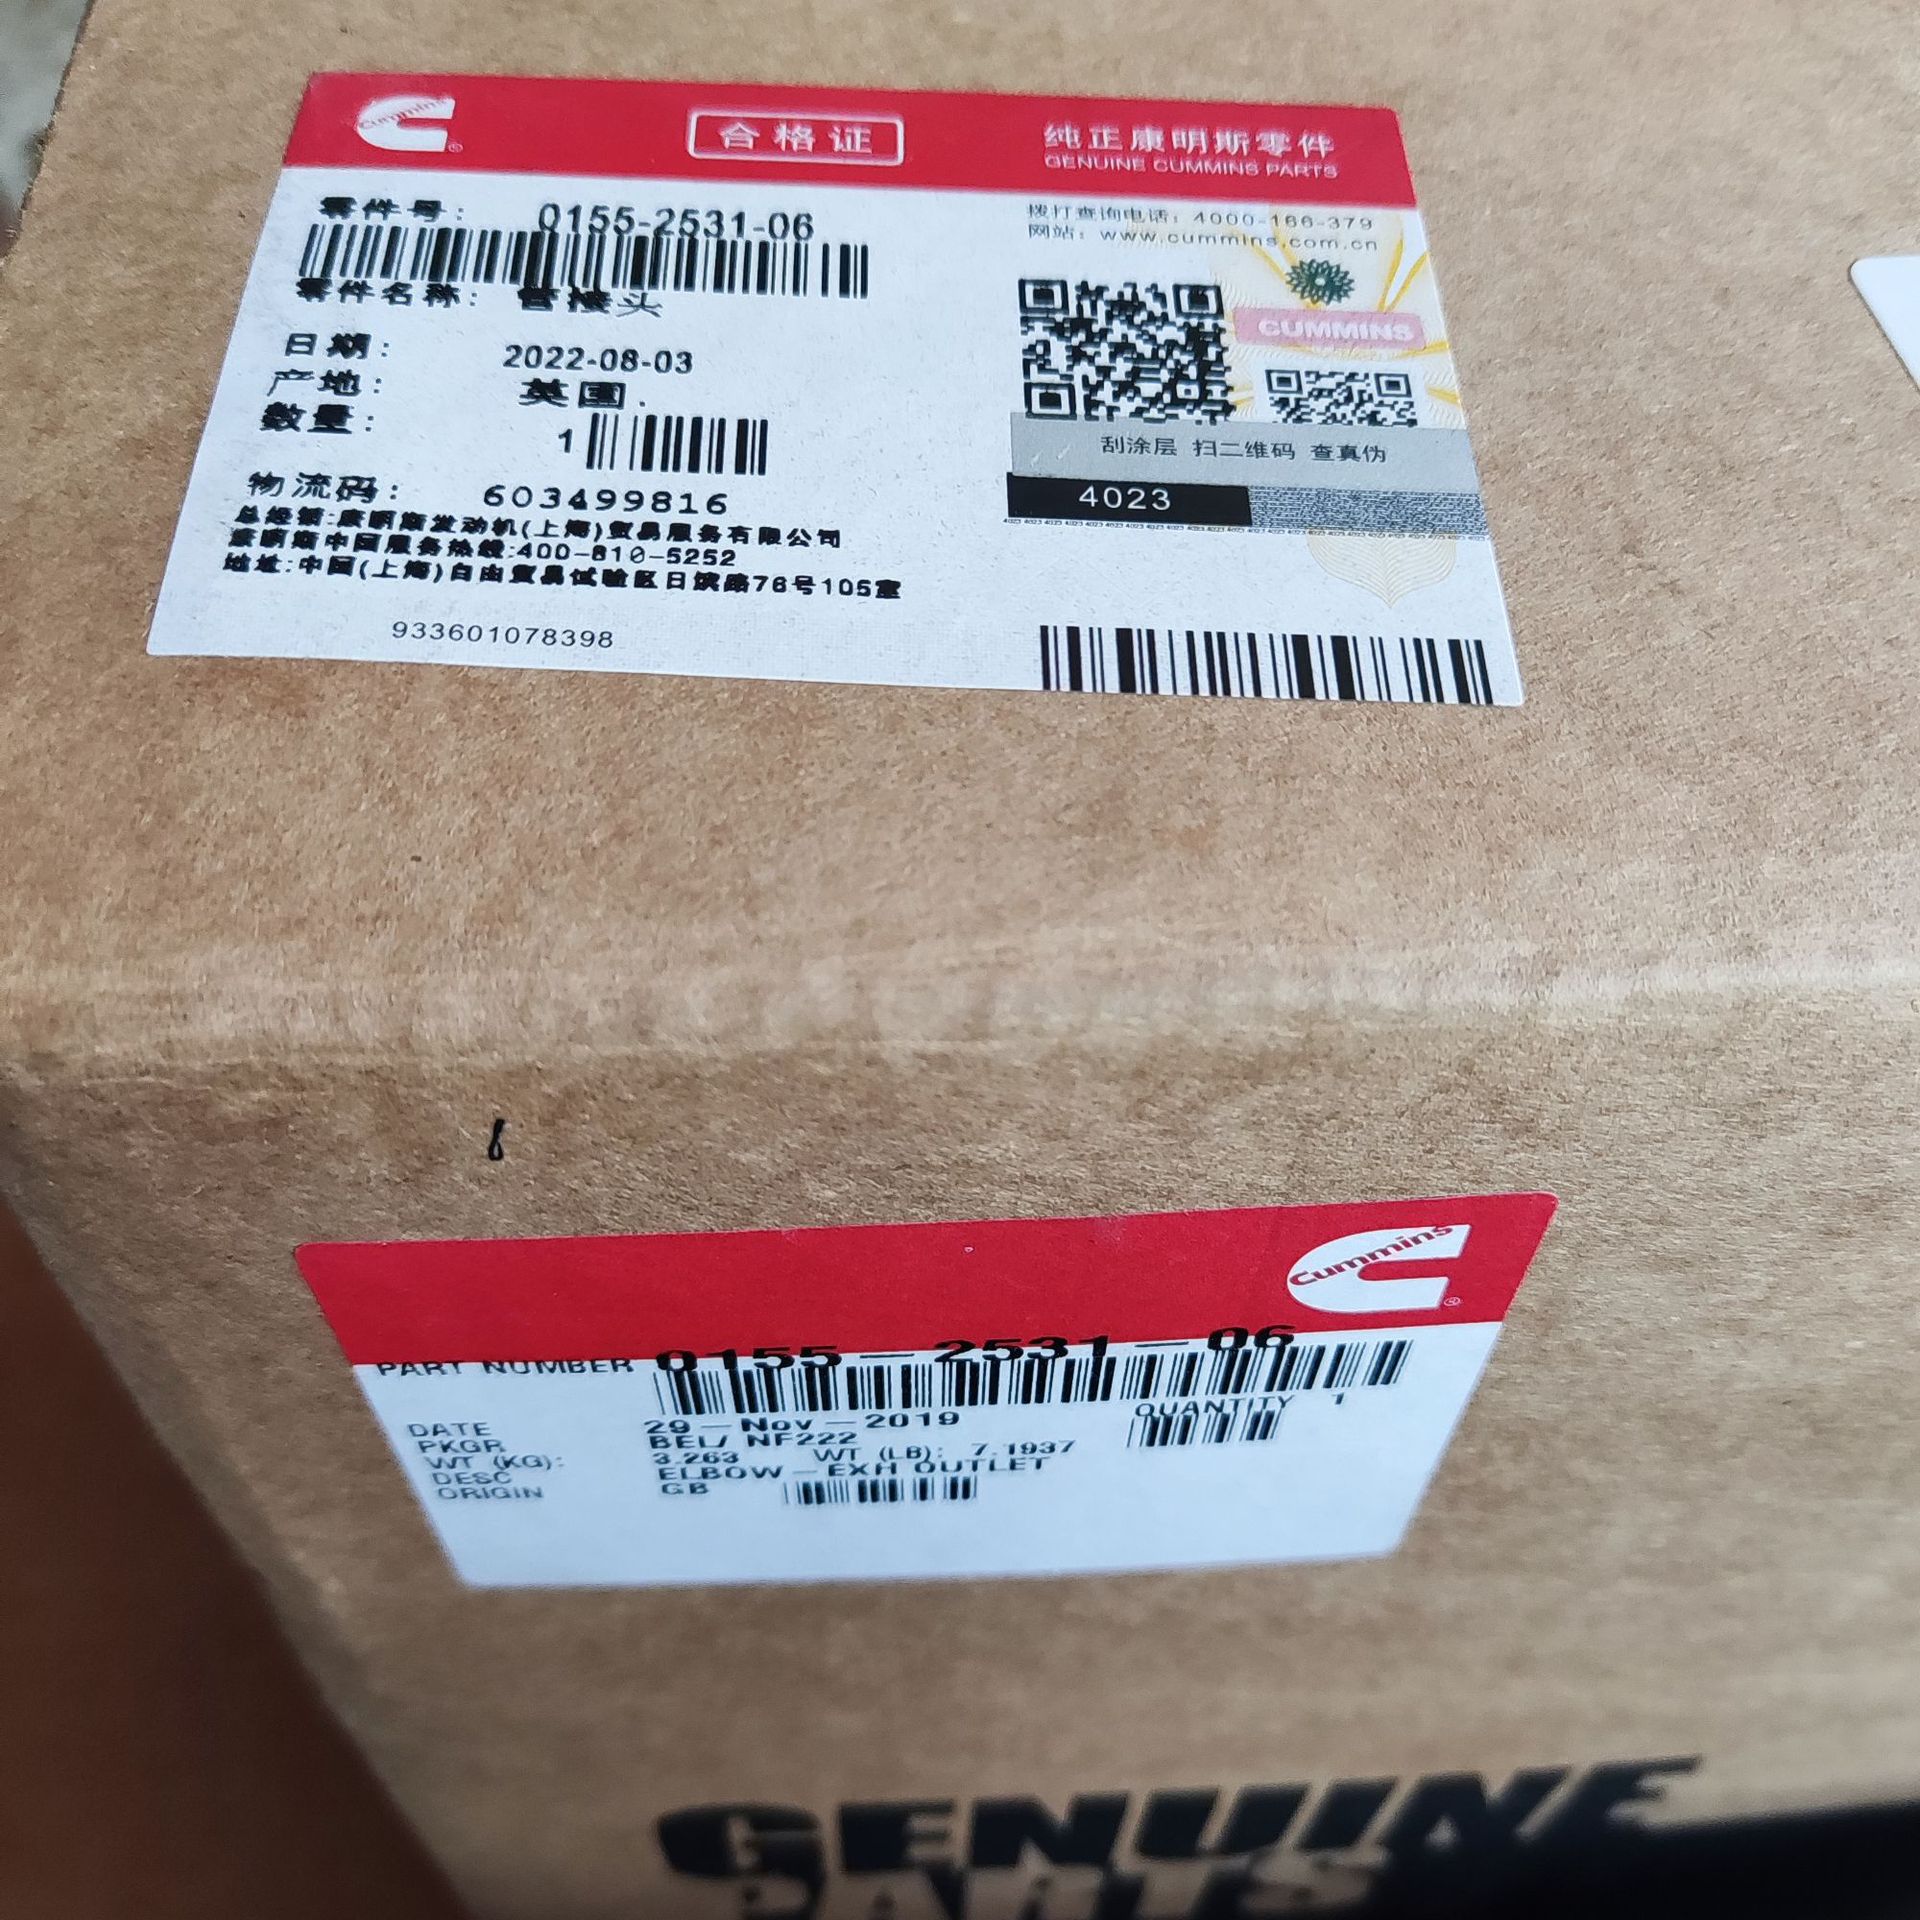 Cummins
合格证
纯正康明斯零件
GENUINE CUMMINS PARTS
零件号: 0155-2531-06
拨打查询电话: 4000-166-379
网站: www.cummins.com.cn
零件名称: 管接头
CUMMINS
日期: 2022-08-03
产地: 英国.
数量: 1
刮涂层 扫二维码 查真伪
4023
物流码: 603499816
总经销:康明斯发动机(上海)贸易服务有限公司
康明斯中国服务热线:400-810-5252
地址:中国(上海)自由贸易试验区日滨路76号105室
933601078398
Cummins
PART NUMBER 0155-2531-06
QUANTITY 1
DATE 29-Nov-2019
PKGR BEL/ NF222
WT (KG): 3.263 WT (LB): 7.1937
DESC ELBOW-EXH OUTLET
ORIGIN GB
GENUINE
PARTS